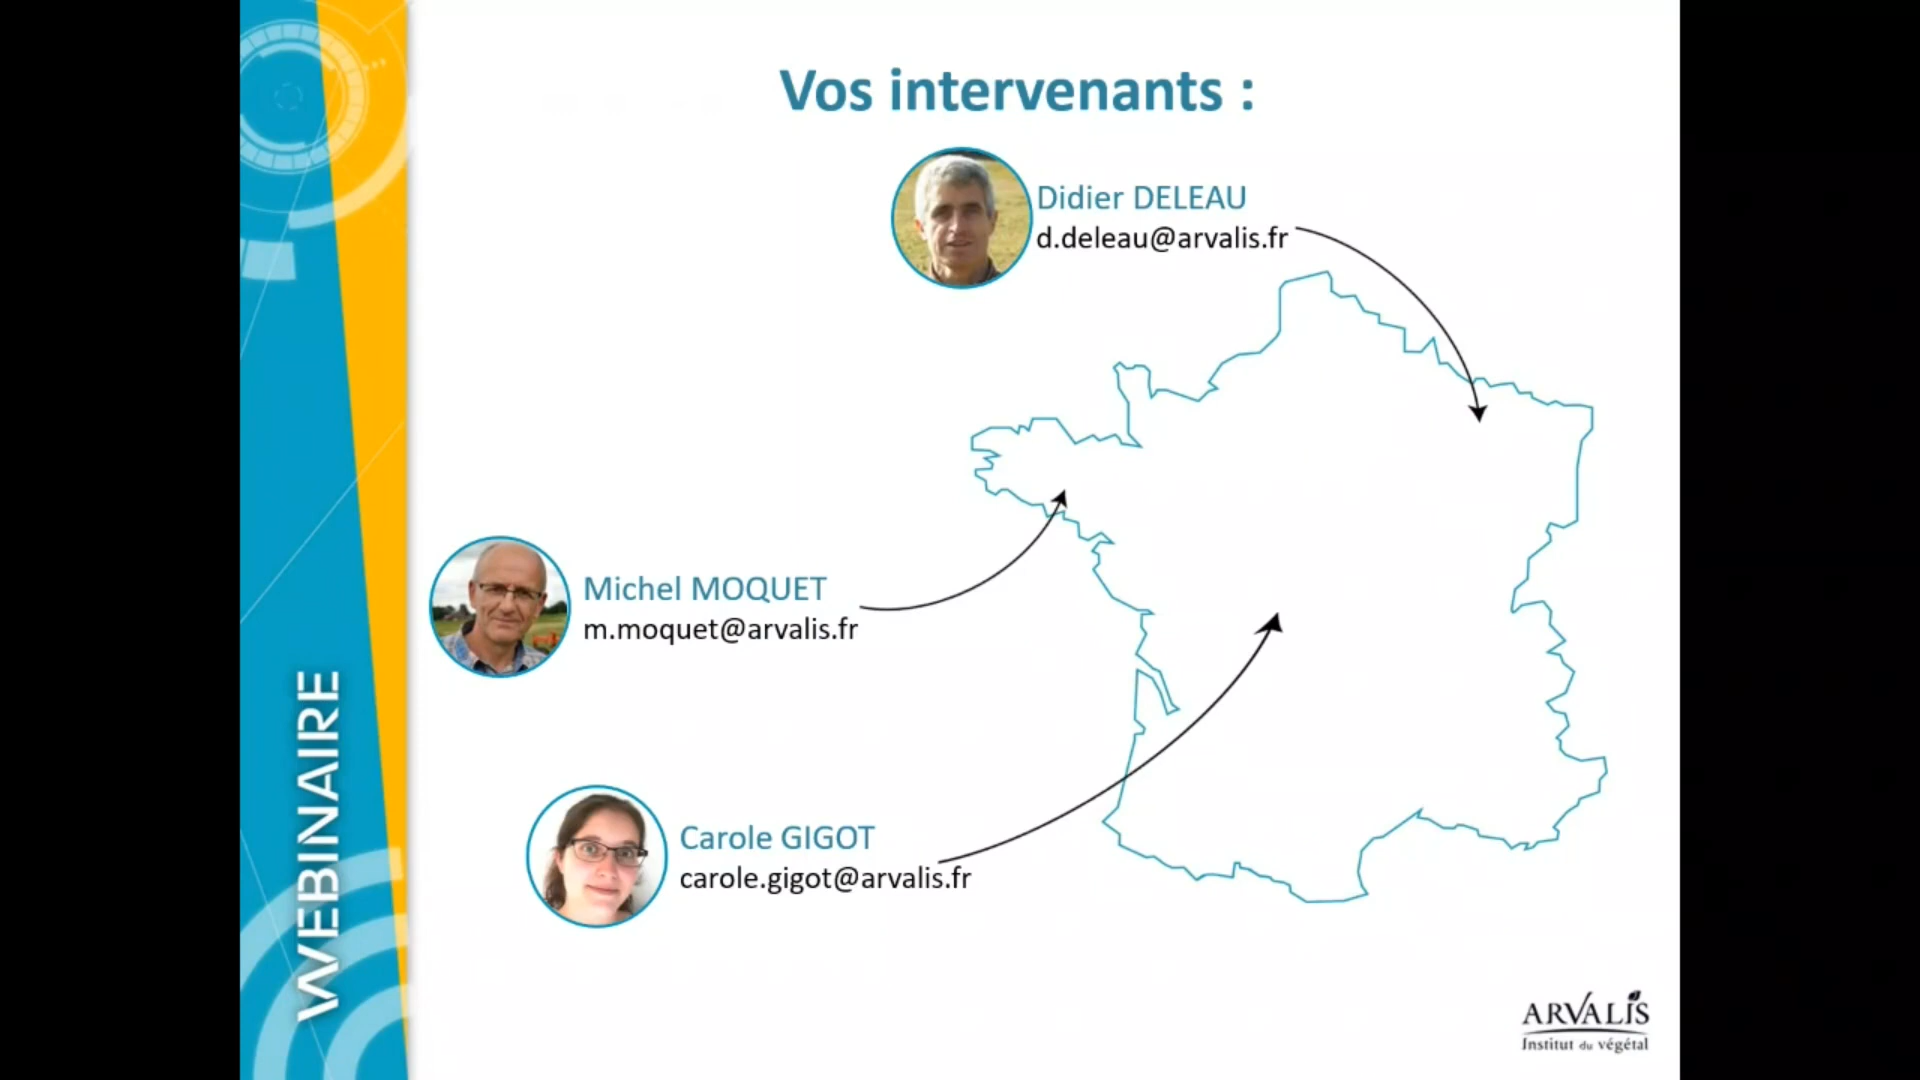 Vos intervenants :
Didier DELEAU
d.deleau@arvalis.fr
Michel MOQUET
m.moquet@arvalis.fr
Carole GIGOT
carole.gigot@arvalis.fr
WEBINAIRE
ARVALIS
Institut du végétal